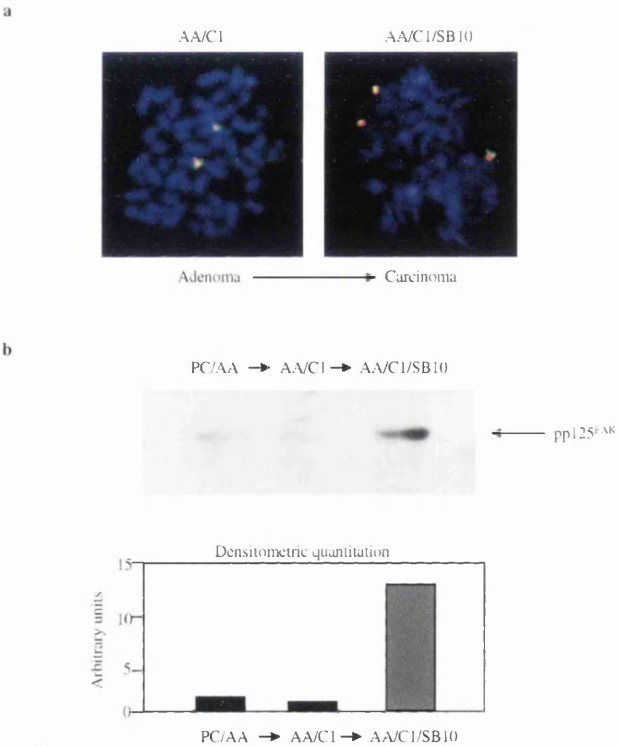 a
AA/C1 AA/C1/SB10
Adenoma → Carcinoma
b
PC/AA → AA/C1 → AA/C1/SB10
pp125FAK
Densitometric quantitation
15
10
5
0
Arbitrary units
PC/AA → AA/C1 → AA/C1/SB10